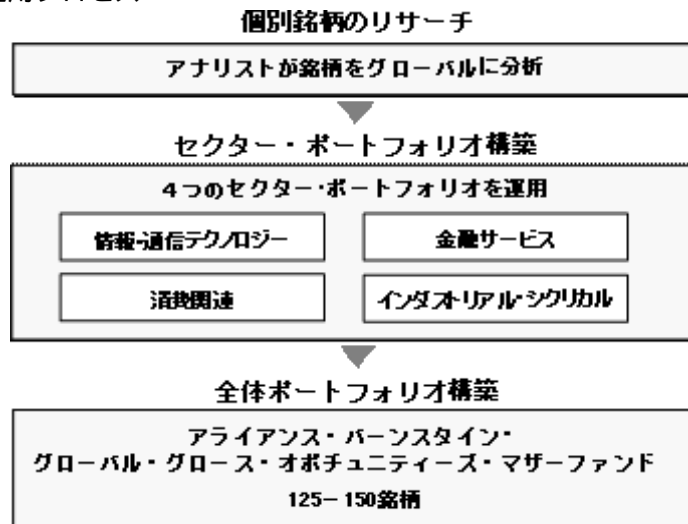 個別銘柄のリサーチ
アナリストが銘柄をグローバルに分析
セクター・ポートフォリオ構築
4つのセクター・ポートフォリオを運用
情報・通信テクノロジー
金融サービス
消費関連
インダストリアル・シクリカル
全体ポートフォリオ構築
アライアンス・バーンスタイン・
グローバル・グロース・オポチュニティーズ・マザーファンド
125－150銘柄